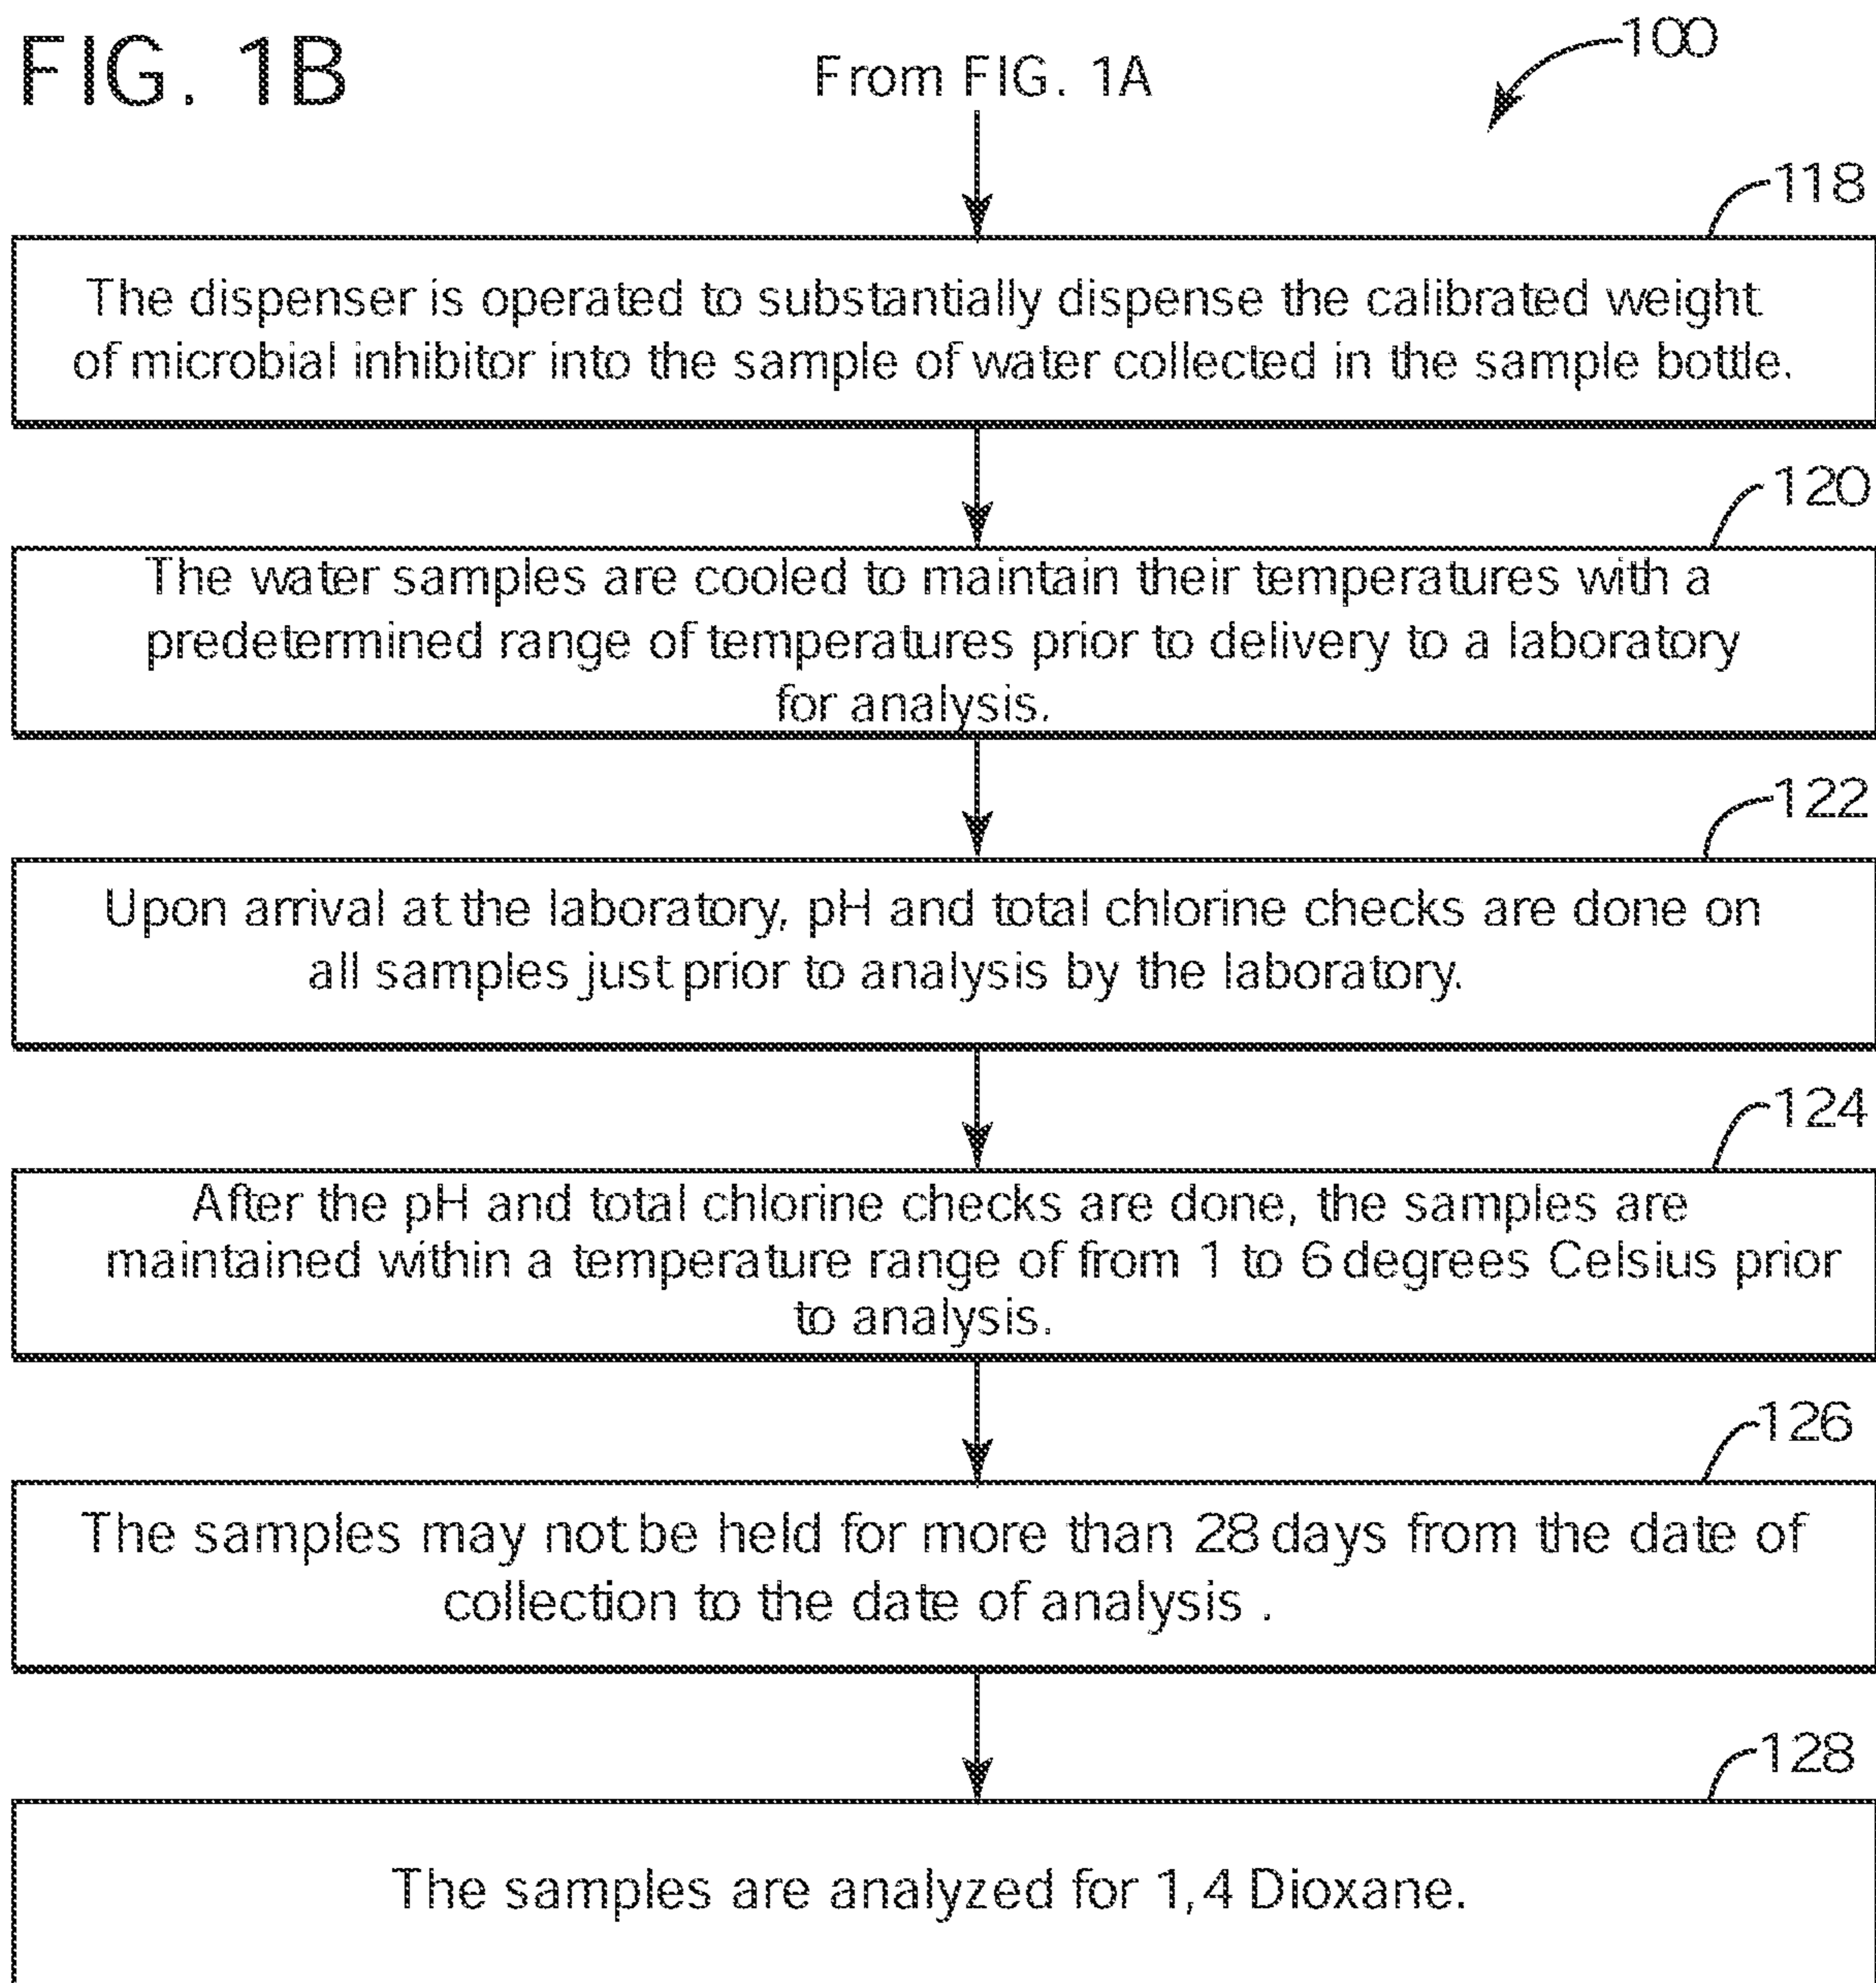 FIG. 1B
From FIG. 1A
100
118
The dispenser is operated to substantially dispense the calibrated weight
of microbial inhibitor into the sample of water collected in the sample bottle.
120
The water samples are cooled to maintain their temperatures with a
predetermined range of temperatures prior to delivery to a laboratory
for analysis.
122
Upon arrival at the laboratory, pH and total chlorine checks are done on
all samples just prior to analysis by the laboratory.
124
After the pH and total chlorine checks are done, the samples are
maintained within a temperature range of from 1 to 6 degrees Celsius prior
to analysis.
126
The samples may not be held for more than 28 days from the date of
collection to the date of analysis .
128
The samples are analyzed for 1,4 Dioxane.